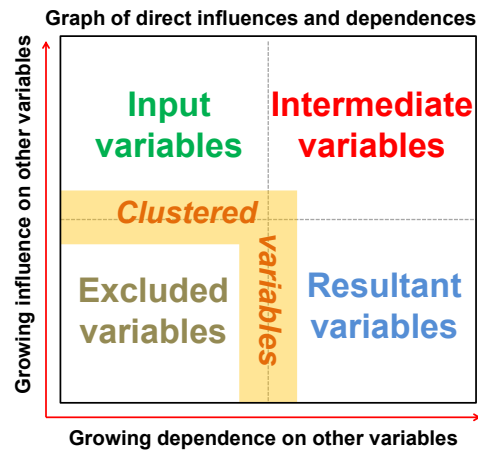 Graph of direct influences and dependences
Growing influence on other variables
Input
variables
Intermediate
variables
Clustered
variables
Excluded
variables
Resultant
variables
Growing dependence on other variables